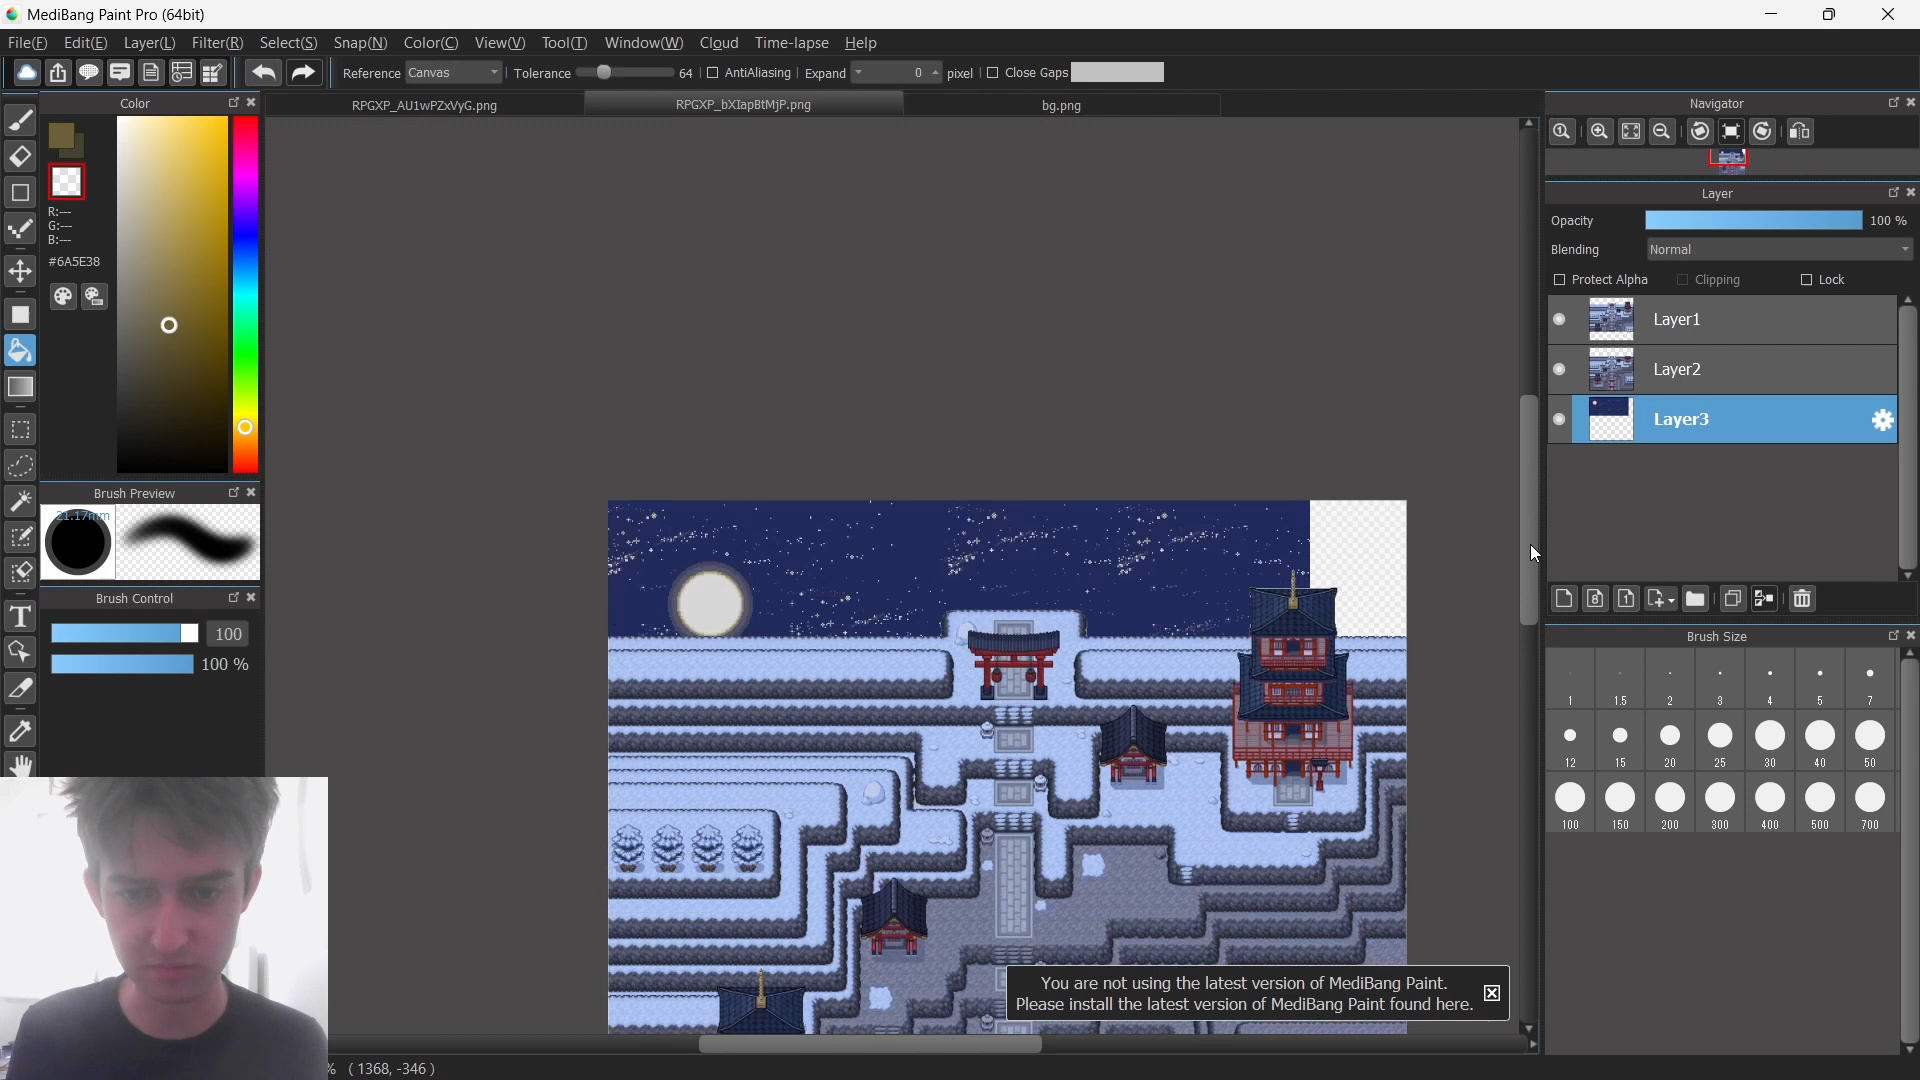 MediBang Paint Pro (64bit)
File(F) Edit(E) Layer(L) Filter(R) Select(S) Snap(N) Color(C) View(V) Tool(T) Window(W) Cloud Time-lapse Help
Reference Canvas Tolerance 64 AntiAliasing Expand 0 pixel Close Gaps
Color
RPGXP_AU1wPZxVyG.png RPGXP_bXIapBtMjP.png bg.png
Navigator
Layer
R:---
G:---
B:---
#6A5E38
Opacity 100 %
Blending Normal
Protect Alpha Clipping Lock
Layer1
Layer2
Layer3
Brush Preview
21.17mm
Brush Control
100
100 %
Brush Size
1 1.5 2 3 4 5 7
12 15 20 25 30 40 50
100 150 200 300 400 500 700
You are not using the latest version of MediBang Paint.
Please install the latest version of MediBang Paint found here.
% ( 1368, -346 )